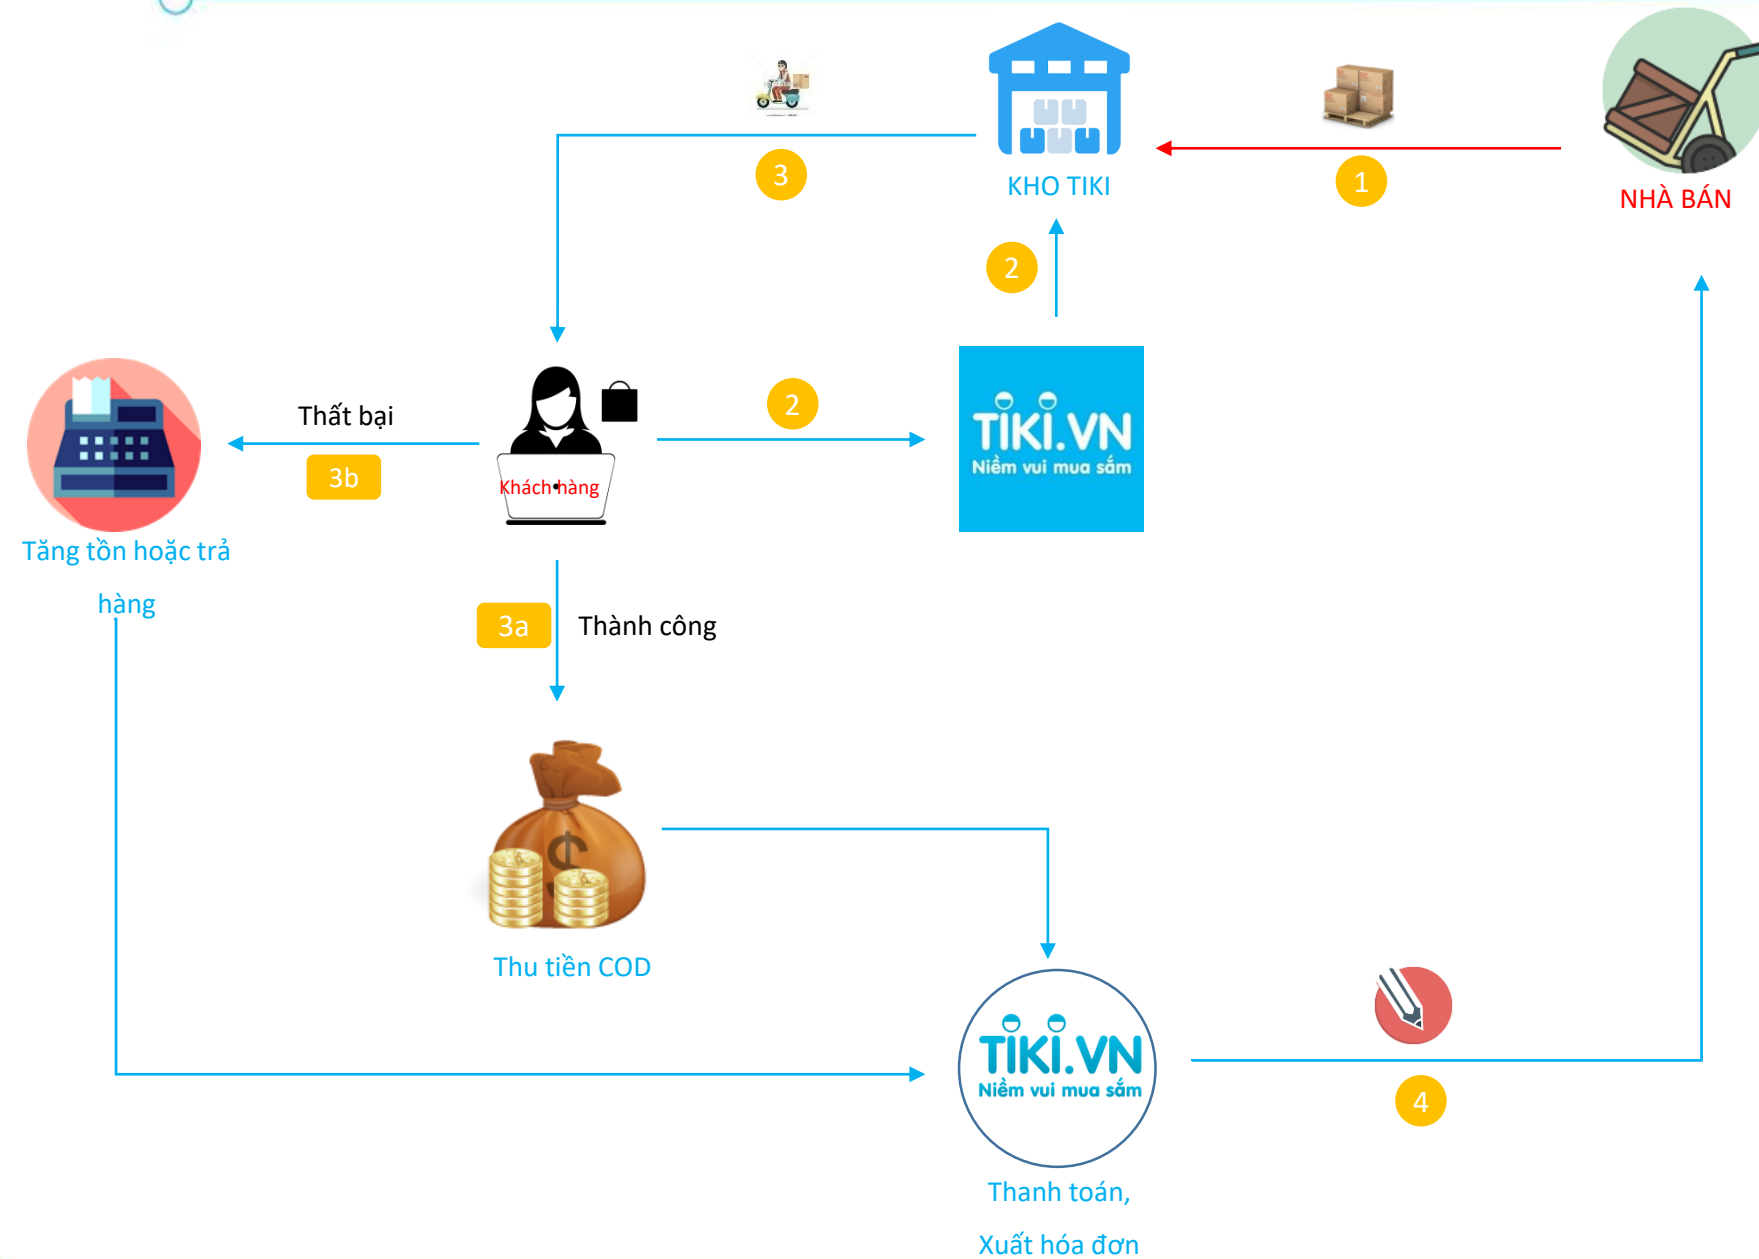 3
1
KHO TIKI
NHÀ BÁN
2
2
Thất bại
3b
Khách hàng
TIKI.VN
Niềm vui mua sắm
Tăng tồn hoặc trả
hàng
3a
Thành công
Thu tiền COD
TIKI.VN
Niềm vui mua sắm
4
Thanh toán,
Xuất hóa đơn